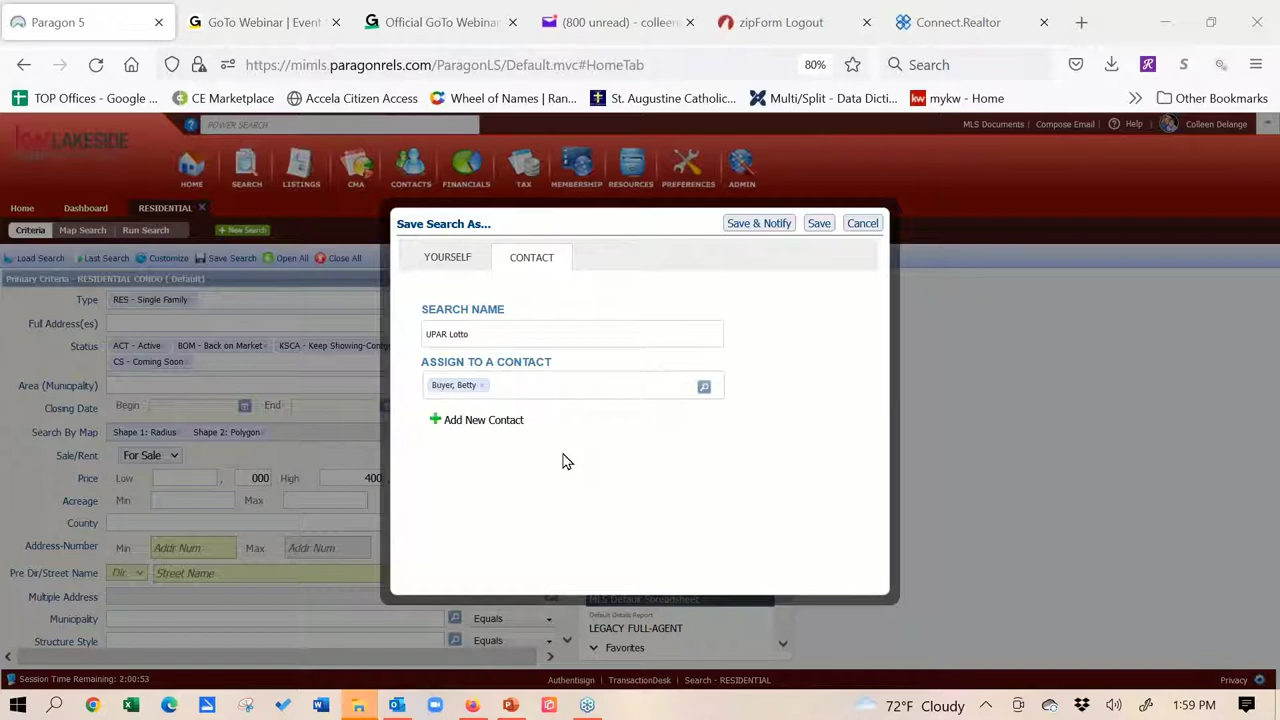 Paragon 5
GoTo Webinar | Event
Official GoTo Webinar
(800 unread) - colleen
zipForm Logout
Connect.Realtor
https://mimls.paragonrels.com/ParagonLS/Default.mvc#HomeTab
80%
Search
TOP Offices - Google ...
CE Marketplace
Accela Citizen Access
Wheel of Names | Ran...
St. Augustine Catholic...
Multi/Split - Data Dicti...
mykw - Home
Other Bookmarks
kw LAKESIDE
POWER SEARCH
MLS Documents
Compose Email
Help
Colleen Delange
HOME
SEARCH
LISTINGS
CMA
CONTACTS
FINANCIALS
TAX
MEMBERSHIP
RESOURCES
PREFERENCES
ADMIN
Home
Dashboard
RESIDENTIAL
Criteria
Map Search
Run Search
New Search
Load Search
Last Search
Customize
Save Search
Open All
Close All
Primary Criteria - RESIDENTIAL CONDO ( Default)
Type
RES - Single Family
Full Address(es)
Status
ACT - Active
BOM - Back on Market
KSCA - Keep Showing-Cont
CS - Coming Soon
Area (Municipality)
Closing Date
Begin
End
Search By Map
Shape 1: Radius
Shape 2: Polygon
Sale/Rent
For Sale
Price
Low
,
000
High
400,
Acreage
Min
Max
County
Address-Number
Min
Addr Num
Max
Addr Num
Pre Dir/Street Name
Dir
Street Name
Multiple Address
Municipality
Equals
Structure Style
Equals
Save Search As...
Save & Notify
Save
Cancel
YOURSELF
CONTACT
SEARCH NAME
UPAR Lotto
ASSIGN TO A CONTACT
Buyer, Betty
Add New Contact
MLS Default Spreadsheet
Default Details Report
LEGACY FULL-AGENT
Favorites
Session Time Remaining: 2:00:53
Authentisign
TransactionDesk
Search - RESIDENTIAL
Privacy
72°F Cloudy
1:59 PM